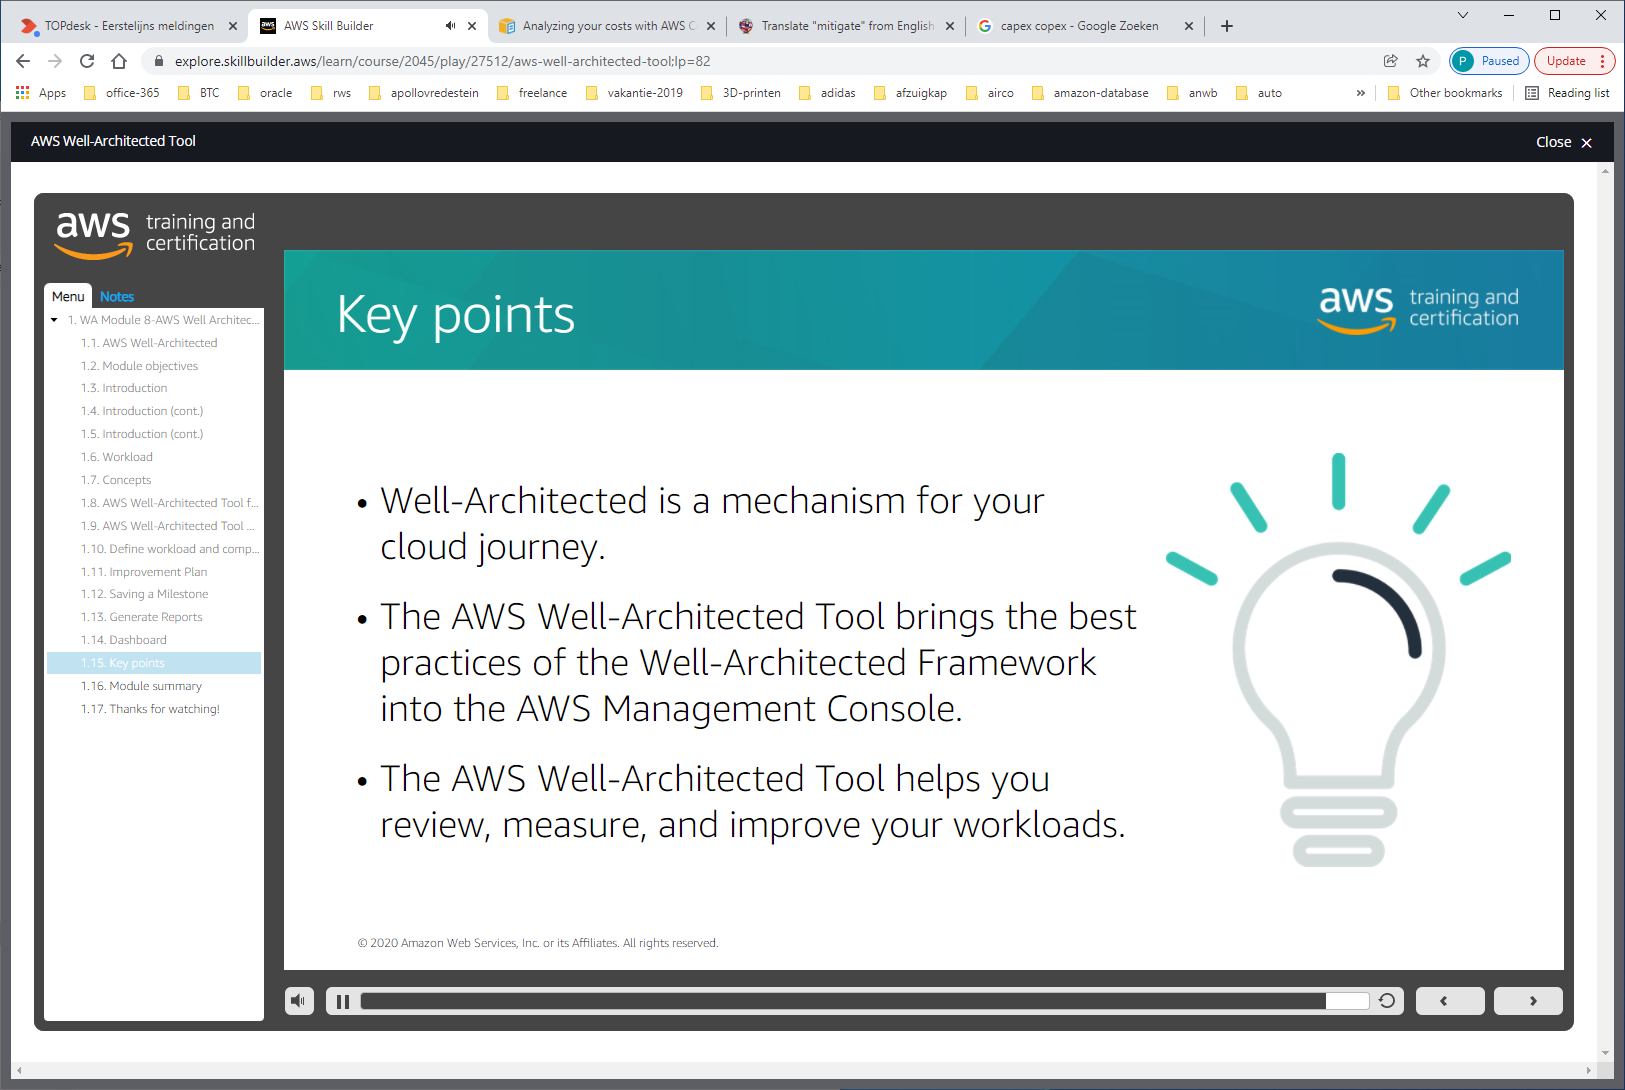 TOPdesk - Eerstelijns meldingen
AWS Skill Builder
Analyzing your costs with AWS C
Translate "mitigate" from English
capex copex - Google Zoeken
explore.skillbuilder.aws/learn/course/2045/play/27512/aws-well-architected-tool;lp=82
P Paused
Update
Apps
office-365
BTC
oracle
rws
apollovredestein
freelance
vakantie-2019
3D-printen
adidas
afzuigkap
airco
amazon-database
anwb
auto
»
Other bookmarks
Reading list
AWS Well-Architected Tool
Close
aws training and
certification
Menu
Notes
1. WA Module 8-AWS Well Architec...
1.1. AWS Well-Architected
1.2. Module objectives
1.3. Introduction
1.4. Introduction (cont.)
1.5. Introduction (cont.)
1.6. Workload
1.7. Concepts
1.8. AWS Well-Architected Tool f...
1.9. AWS Well-Architected Tool ...
1.10. Define workload and comp...
1.11. Improvement Plan
1.12. Saving a Milestone
1.13. Generate Reports
1.14. Dashboard
1.15. Key points
1.16. Module summary
1.17. Thanks for watching!
Key points
aws training and
certification
• Well-Architected is a mechanism for your
cloud journey.
• The AWS Well-Architected Tool brings the best
practices of the Well-Architected Framework
into the AWS Management Console.
• The AWS Well-Architected Tool helps you
review, measure, and improve your workloads.
© 2020 Amazon Web Services, Inc. or its Affiliates. All rights reserved.